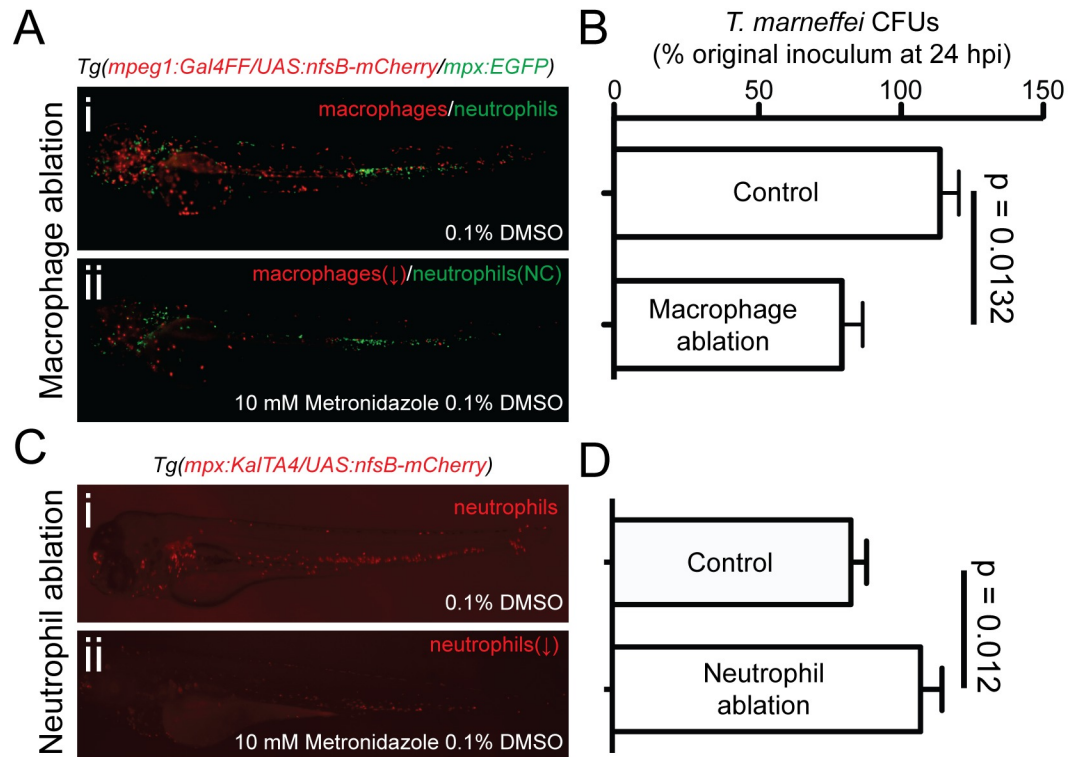 A
Tg(mpeg1:Gal4FF/UAS:nfsB-mCherry/mpx:EGFP)
Macrophage ablation
i
macrophages/neutrophils
0.1% DMSO
ii
macrophages(↓)/neutrophils(NC)
10 mM Metronidazole 0.1% DMSO
B
T. marneffei CFUs
(% original inoculum at 24 hpi)
0 50 100 150
Control
Macrophage
ablation
p = 0.0132
C
Tg(mpx:KalTA4/UAS:nfsB-mCherry)
Neutrophil ablation
i
neutrophils
0.1% DMSO
ii
neutrophils(↓)
10 mM Metronidazole 0.1% DMSO
D
Control
Neutrophil
ablation
p = 0.012